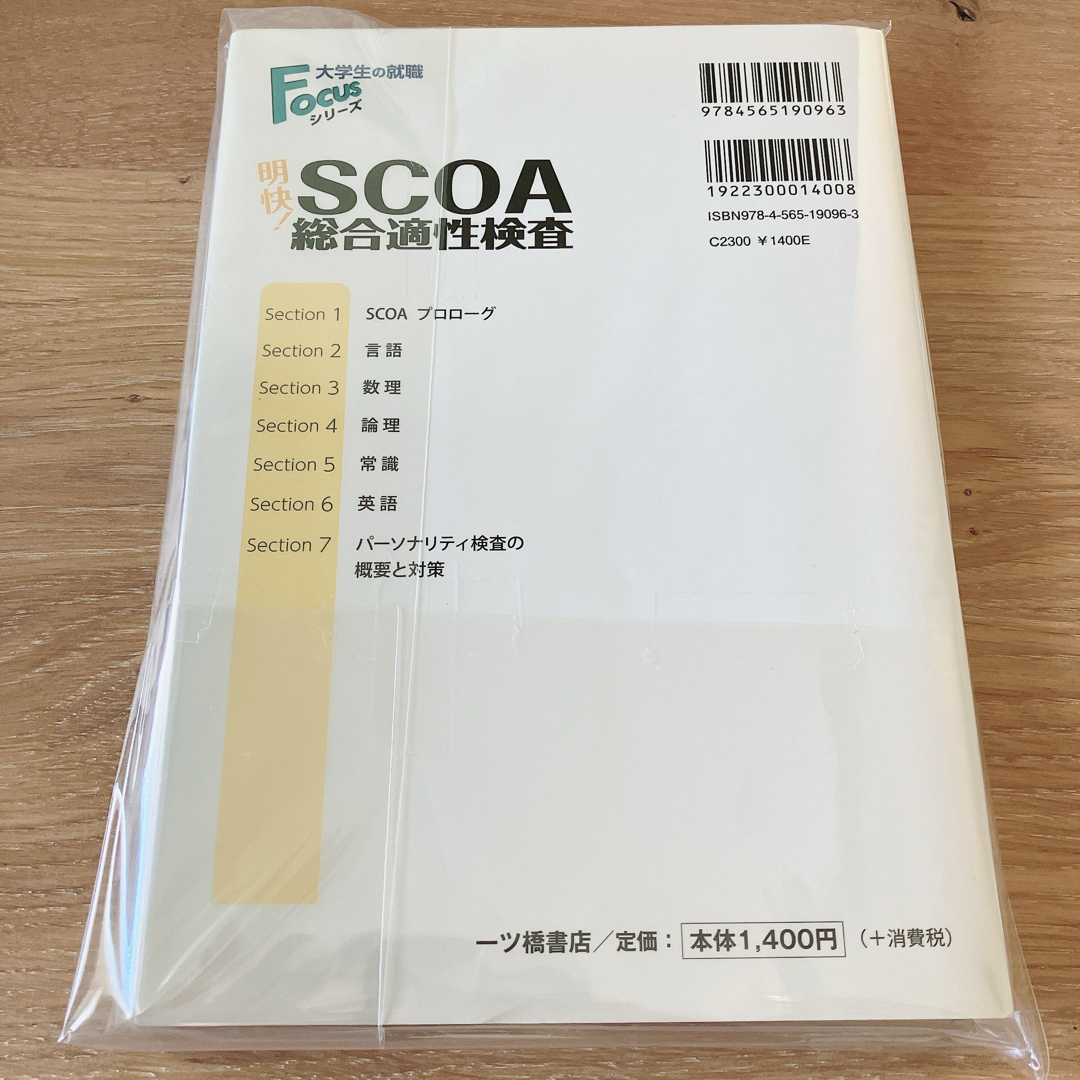 大学生の就職
Focus
シリーズ
明快!
SCOA
総合適性検査
9784565190963
1922300014008
ISBN978-4-565-19096-3
C2300 ¥1400E
Section 1 SCOA プロローグ
Section 2 言語
Section 3 数理
Section 4 論理
Section 5 常識
Section 6 英語
Section 7 パーソナリティ検査の
概要と対策
一ツ橋書店/定価: 本体1,400円 (+消費税)